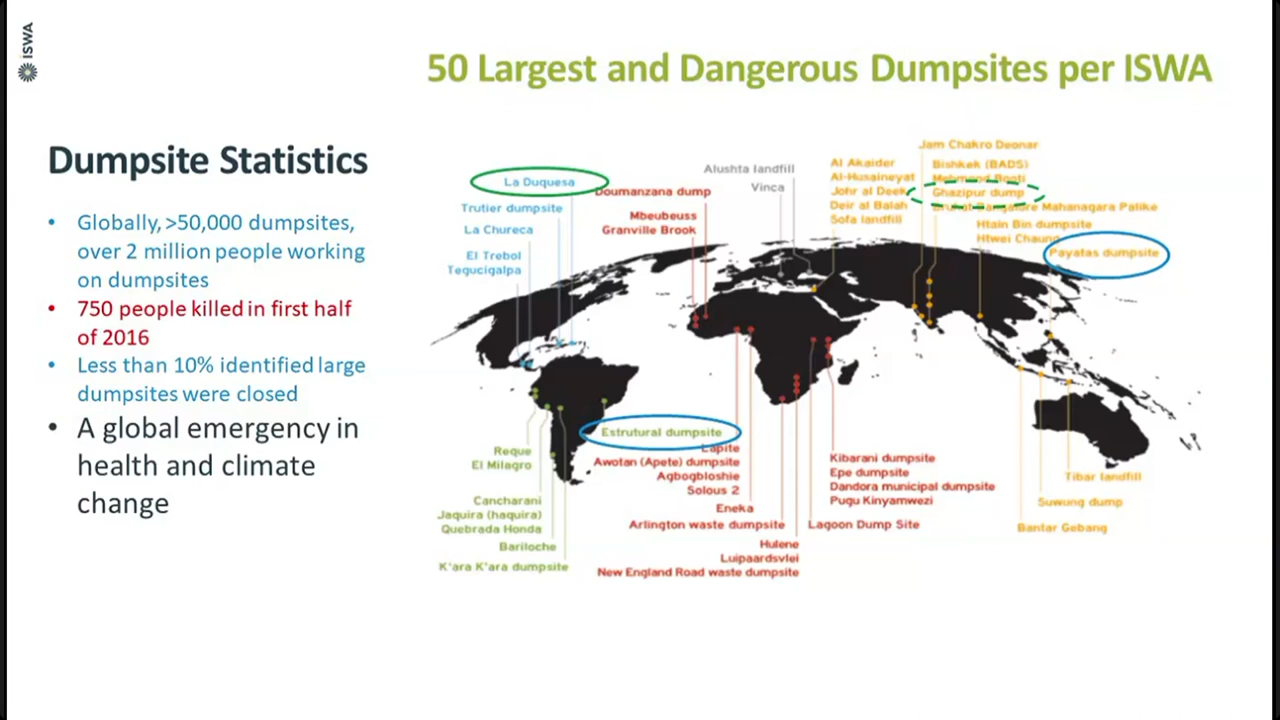 ISWA
50 Largest and Dangerous Dumpsites per ISWA
Dumpsite Statistics
• Globally, >50,000 dumpsites,
over 2 million people working
on dumpsites
• 750 people killed in first half
of 2016
• Less than 10% identified large
dumpsites were closed
• A global emergency in
health and climate
change
La Duquesa
Trutier dumpsite
La Chureca
El Trebol
Tegucigalpa
Doumanzana dump
Mbeubeuss
Granville Brook
Alushta landfill
Vinca
Al Akaider
Al-Husaineyat
Johr al Deek
Deir al Balah
Sofa landfill
Jam Chakro Deonar
Bishkek (BADS)
Ghazipur dump
Mahanagara Palike
Htain Bin dumpsite
Htwei Chaung
Payatas dumpsite
Estrutural dumpsite
Reque
El Milagro
Cancharani
Jaquira (haquira)
Quebrada Honda
Bariloche
K'ara K'ara dumpsite
Lapite
Awotan (Apete) dumpsite
Agbogbloshie
Solous 2
Eneka
Arlington waste dumpsite
Hulene
Luipaardsvlei
New England Road waste dumpsite
Kibarani dumpsite
Epe dumpsite
Dandora municipal dumpsite
Pugu Kinyamwezi
Lagoon Dump Site
Tibar landfill
Suwung dump
Bantar Gebang